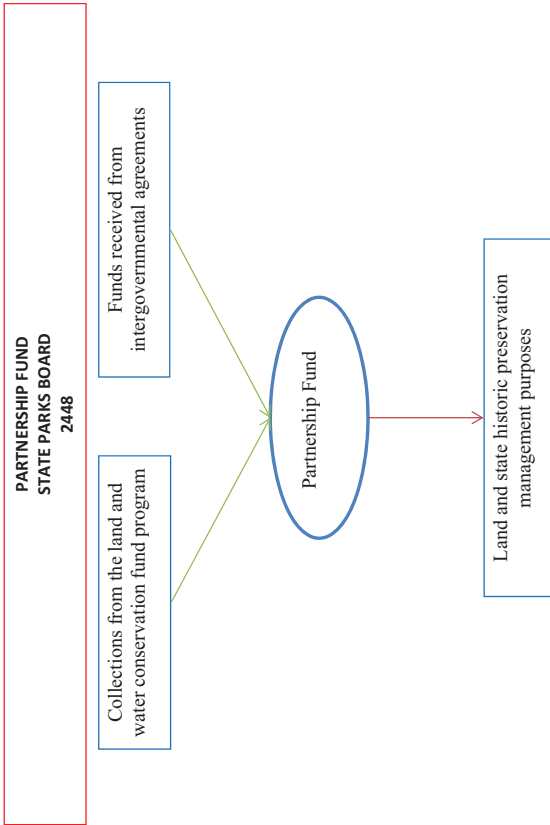 PARTNERSHIP FUND
STATE PARKS BOARD
2448
Collections from the land and
water conservation fund program
Funds received from
intergovernmental agreements
Partnership Fund
Land and state historic preservation
management purposes